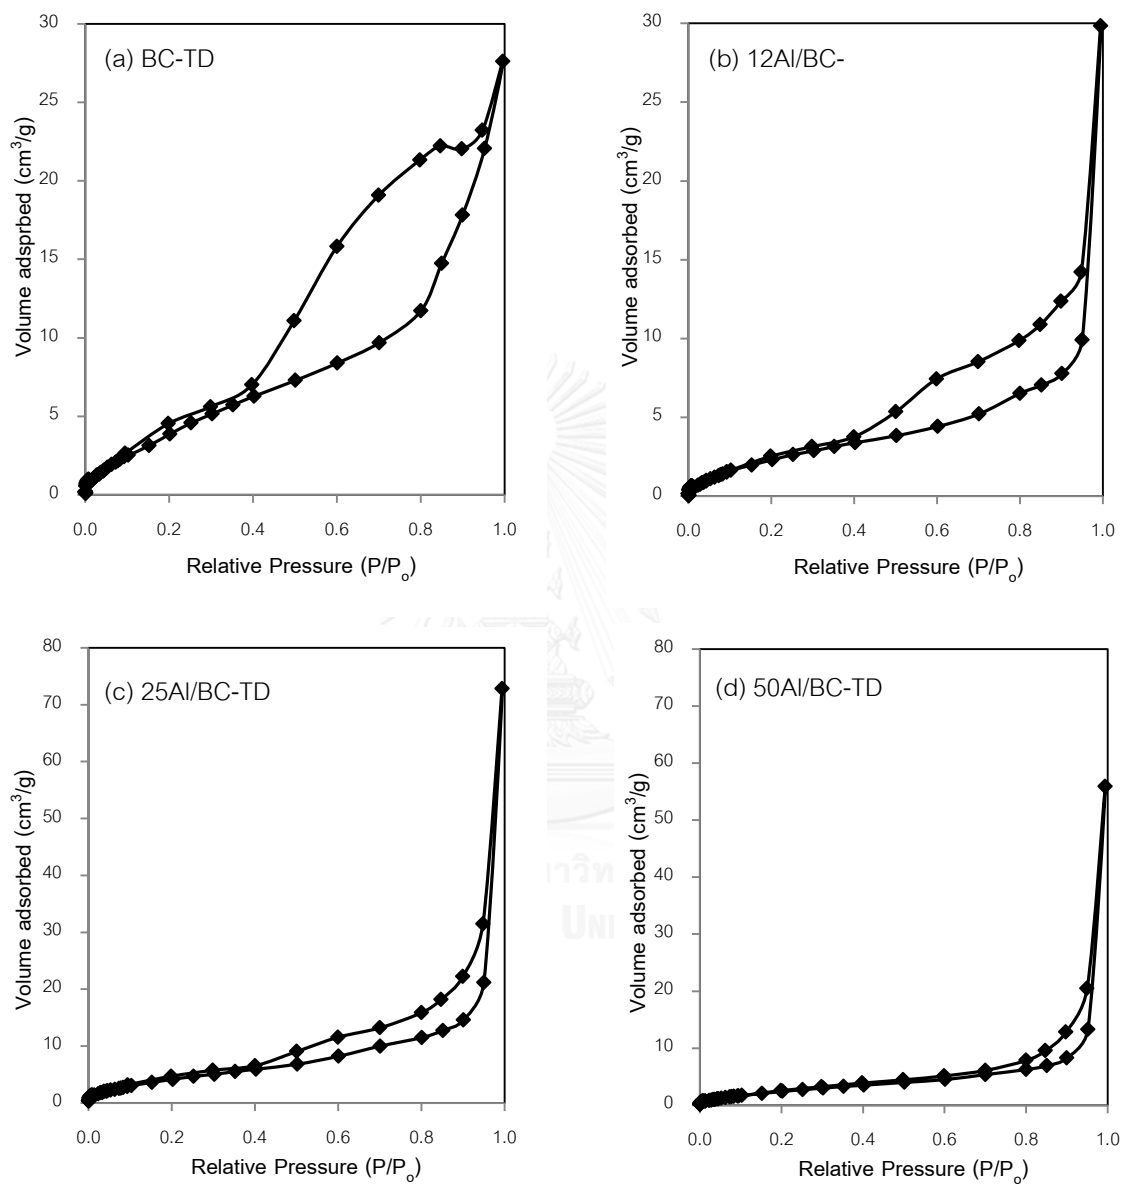 (a) BC-TD
Volume adsprbed (cm³/g)
30
25
20
15
10
5
0
0.0 0.2 0.4 0.6 0.8 1.0
Relative Pressure (P/Pₒ)
(b) 12Al/BC-
Volume adsorbed (cm³/g)
30
25
20
15
10
5
0
0.0 0.2 0.4 0.6 0.8 1.0
Relative Pressure (P/Pₒ)
(c) 25Al/BC-TD
Volume adsorbed (cm³/g)
80
70
60
50
40
30
20
10
0
0.0 0.2 0.4 0.6 0.8 1.0
Relative Pressure (P/Pₒ)
(d) 50Al/BC-TD
Volume adsorbed (cm³/g)
80
70
60
50
40
30
20
10
0
0.0 0.2 0.4 0.6 0.8 1.0
Relative Pressure (P/Pₒ)